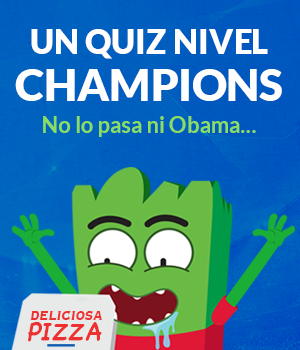 UN QUIZ NIVEL
CHAMPIONS
No lo pasa ni Obama...
DELICIOSA
PIZZA